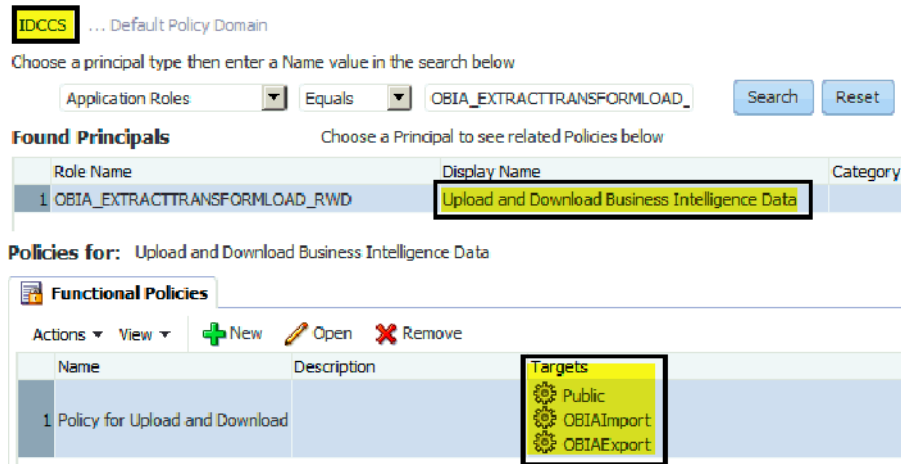 IDCCS ... Default Policy Domain
Choose a principal type then enter a Name value in the search below
Application Roles Equals OBIA_EXTRACTTRANSFORMLOAD_ Search Reset
Found Principals Choose a Principal to see related Policies below
Role Name Display Name Category
1 OBIA_EXTRACTTRANSFORMLOAD_RWD Upload and Download Business Intelligence Data
Policies for: Upload and Download Business Intelligence Data
Functional Policies
Actions View New Open Remove
Name Description Targets
1 Policy for Upload and Download Public
OBIAImport
OBIAExport